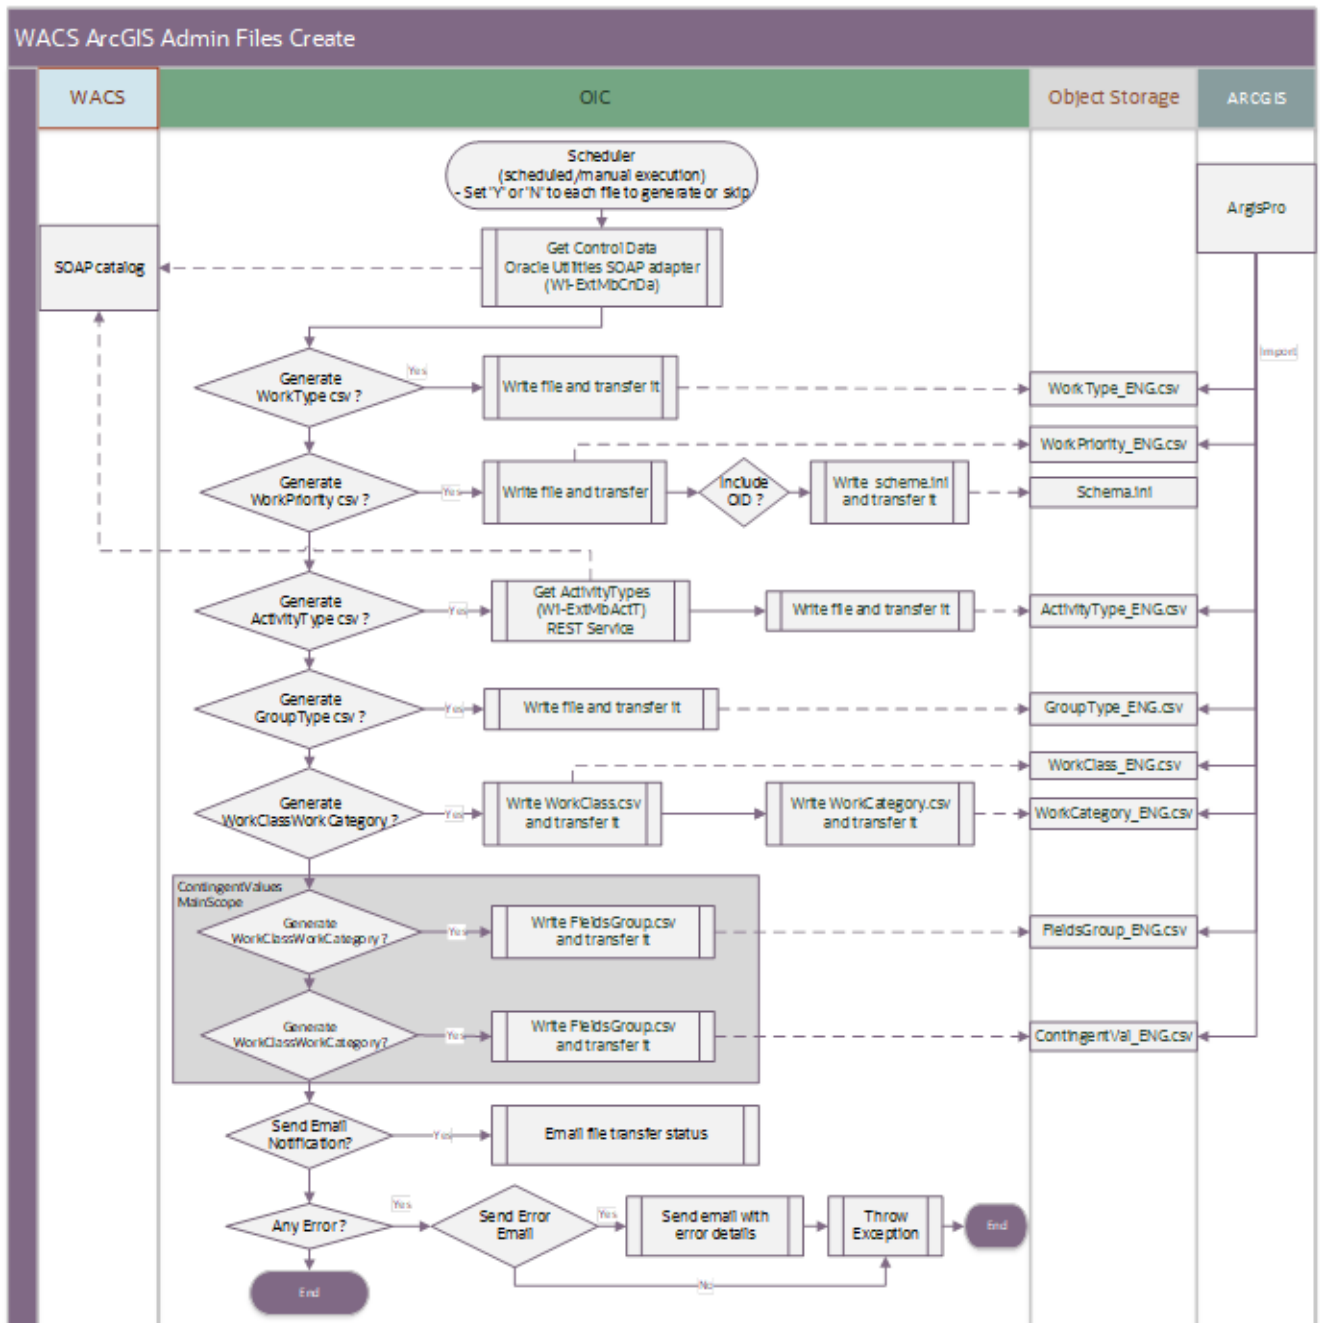 WACS ArcGIS Admin Files Create
WACS
OIC
Object Storage
ARCGIS
Scheduler
(scheduled/manual execution)
- Set "Y" or "N" to each file to generate or skip
ArgisPro
Get Control Data
Oracle Utilities SOAP adapter
(W1-ExtMbCnDa)
SOAP catalog
Import
Generate
WorkType csv ?
Yes
Write file and transfer it
WorkType_ENG.csv
WorkPriority_ENG.csv
Generate
WorkPriority csv ?
Yes
Write file and transfer
Include
OID ?
Write scheme.ini
and transfer it
Schema.ini
Generate
ActivityType csv ?
Yes
Get ActivityTypes
(W1-ExtMbActT)
REST Service
Write file and transfer it
ActivityType_ENG.csv
Generate
GroupType csv ?
Yes
Write file and transfer it
GroupType_ENG.csv
WorkClass_ENG.csv
Generate
WorkClassWork Category ?
Yes
Write WorkClass.csv
and transfer it
Write WorkCategory.csv
and transfer it
WorkCategory_ENG.csv
ContingentValues
MainScope
Generate
WorkClassWorkCategory ?
Yes
Write FieldsGroup.csv
and transfer it
FieldsGroup_ENG.csv
Generate
WorkClassWorkCategory?
Yes
Write FieldsGroup.csv
and transfer it
ContingentVal_ENG.csv
Send Email
Notification?
Yes
Email file transfer status
Any Error ?
Yes
Send Error
Email
Yes
Send email with
error details
Throw
Exception
End
No
End